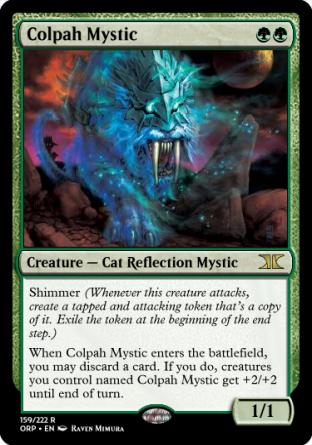 Colpah Mystic
Creature — Cat Reflection Mystic
Shimmer (Whenever this creature attacks,
create a tapped and attacking token that's a copy
of it. Exile the token at the beginning of the end
step.)
When Colpah Mystic enters the battlefield,
you may discard a card. If you do, creatures
you control named Colpah Mystic get +2/+2
until end of turn.
1/1
159/222 R
ORP • EN Raven Mimura